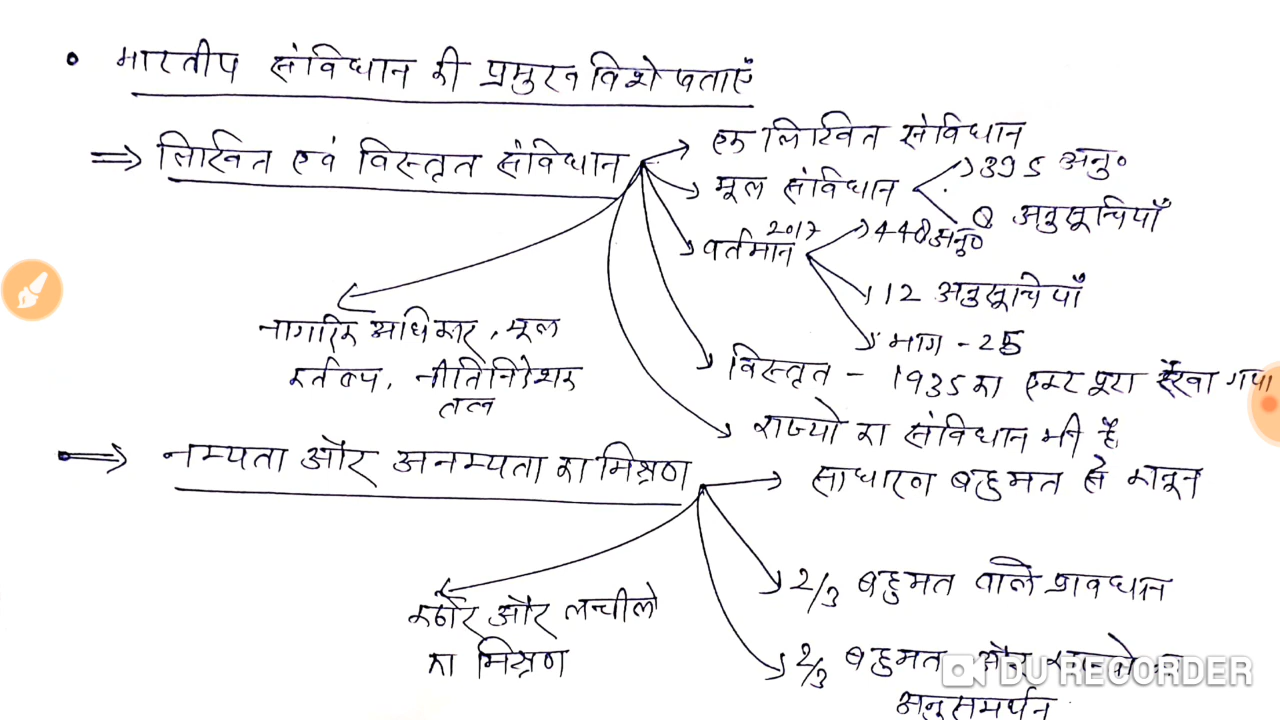 • भारतीय संविधान की प्रमुख विशेषताएँ
⇒ लिखित एवं विस्तृत संविधान
एक लिखित संविधान
मूल संविधान
395 अनु०
8 अनुसूचियाँ
वर्तमान 2017
448 अनु०
12 अनुसूचियाँ
भाग - 25
विस्तृत - 1935 का एक्ट पूरा रखा गया
राज्यो का संविधान भी है
नागरिक अधिकार, मूल
कर्तव्य, नीतिनिदेशक
तत्व
⇒ नम्यता और अनम्यता का मिश्रण
साधारण बहुमत से कानून
2/3 बहुमत वाले प्रावधान
2/3 बहुमत और
अनुसमर्थन
कठोर और लचीले
का मिश्रण
DU RECORDER